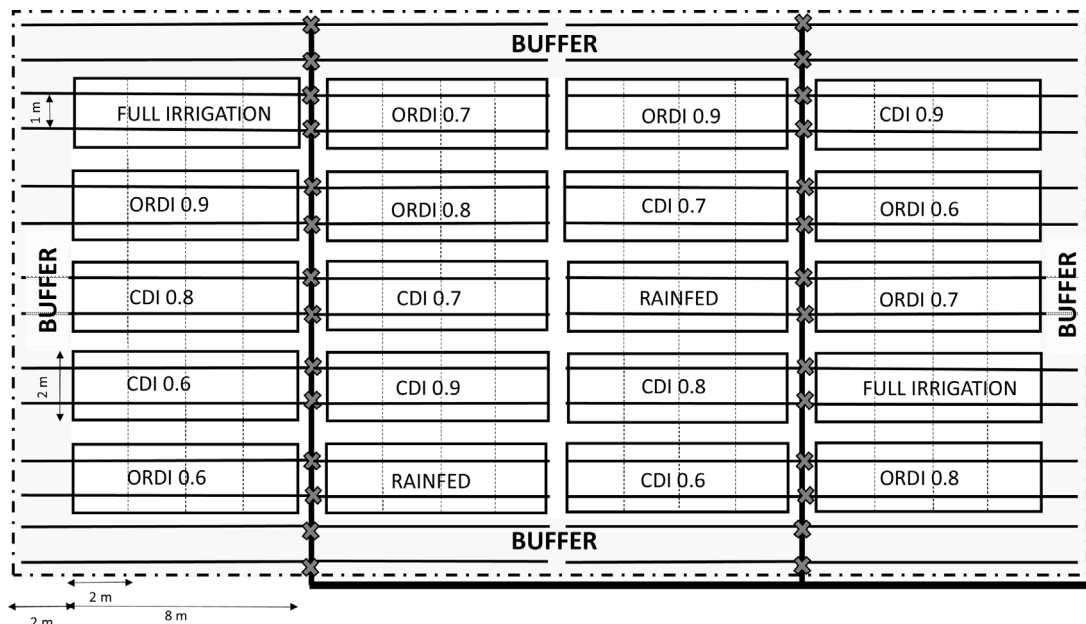 BUFFER
FULL IRRIGATION
ORDI 0.7
ORDI 0.9
CDI 0.9
1 m
ORDI 0.9
ORDI 0.8
CDI 0.7
ORDI 0.6
BUFFER
CDI 0.8
CDI 0.7
RAINFED
ORDI 0.7
BUFFER
2 m
CDI 0.6
CDI 0.9
CDI 0.8
FULL IRRIGATION
ORDI 0.6
RAINFED
CDI 0.6
ORDI 0.8
BUFFER
2 m
8 m
2 m